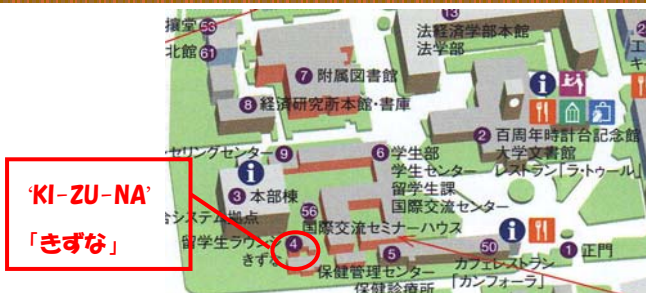 攘堂 53
北館 61
13
法経済学部本館
法学部
7 附属図書館
8 経済研究所本館・書庫
2 百周年時計台記念館
大学文書館
レストラン「ラ・トゥール」
セリングセンター 9
6 学生部
学生センター
留学生課
国際交流センター
3 本部棟
56
国際交流セミナーハウス
合システム拠点
留学生ラウンジ
きずな
4
5
保健管理センター
保健診療所
50
カフェレストラン
「カンフォーラ」
1 正門
'KI-ZU-NA'
「きずな」